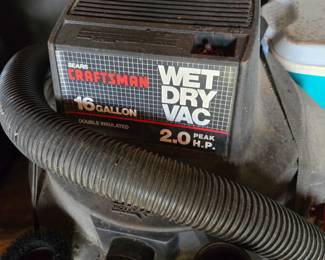 SEARS
CRAFTSMAN
16 GALLON
DOUBLE INSULATED
WET
DRY
VAC
2.0 PEAK
H.P.